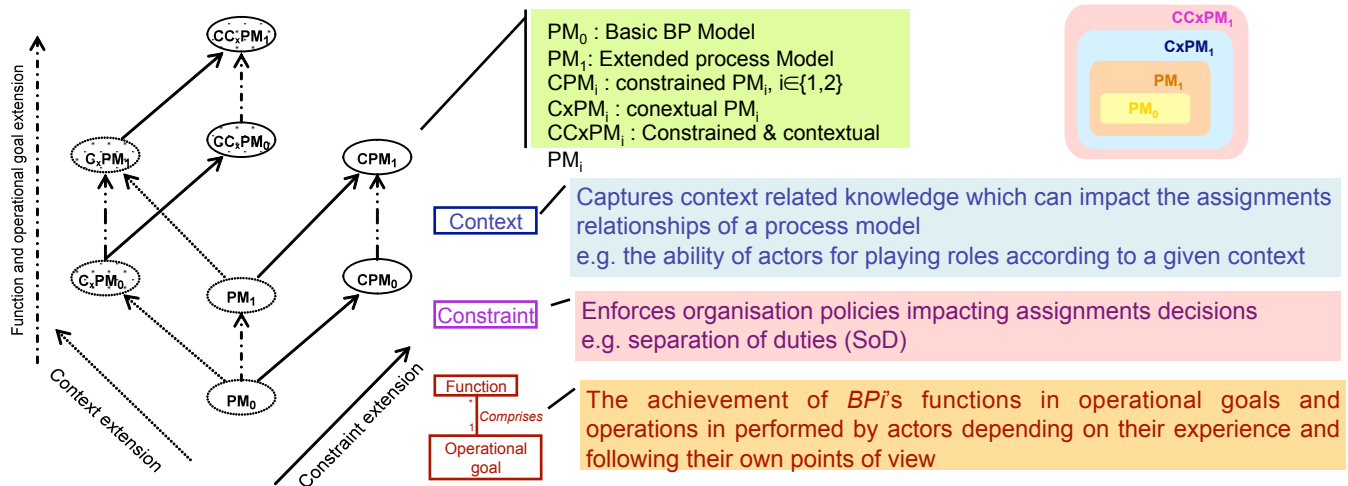 Function and operational goal extension
CCxPM1
CxPM1
CCxPM0
CPM1
CxPM0
PM1
CPM0
PM0
Context extension
Constraint extension
PM0 : Basic BP Model
PM1: Extended process Model
CPMi : constrained PMi, i∈{1,2}
CxPMi : conextual PMi
CCxPMi : Constrained & contextual
PMi
CCxPM1
CxPM1
PM1
PM0
Context
Captures context related knowledge which can impact the assignments
relationships of a process model
e.g. the ability of actors for playing roles according to a given context
Constraint
Enforces organisation policies impacting assignments decisions
e.g. separation of duties (SoD)
Function
*
Comprises
1
Operational
goal
The achievement of BPi's functions in operational goals and
operations in performed by actors depending on their experience and
following their own points of view